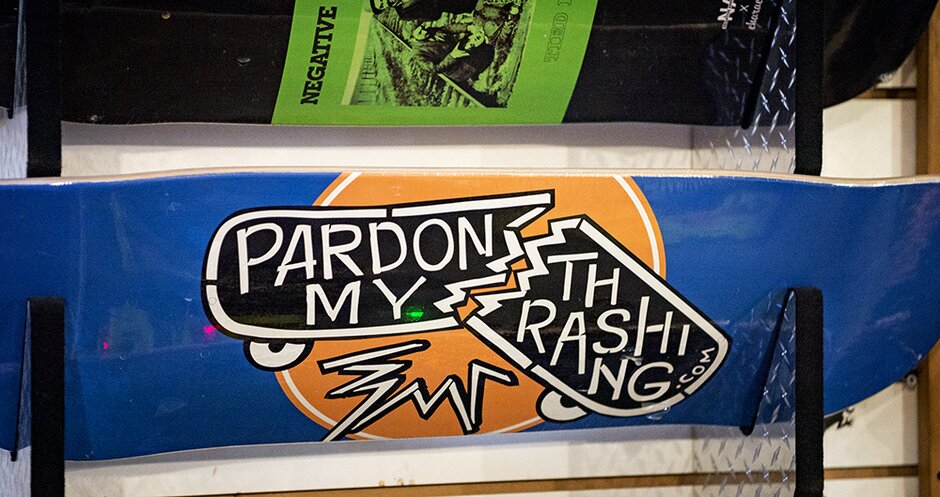 NEGATIVE
PARDON
MY
TH
RASHI
NG.COM